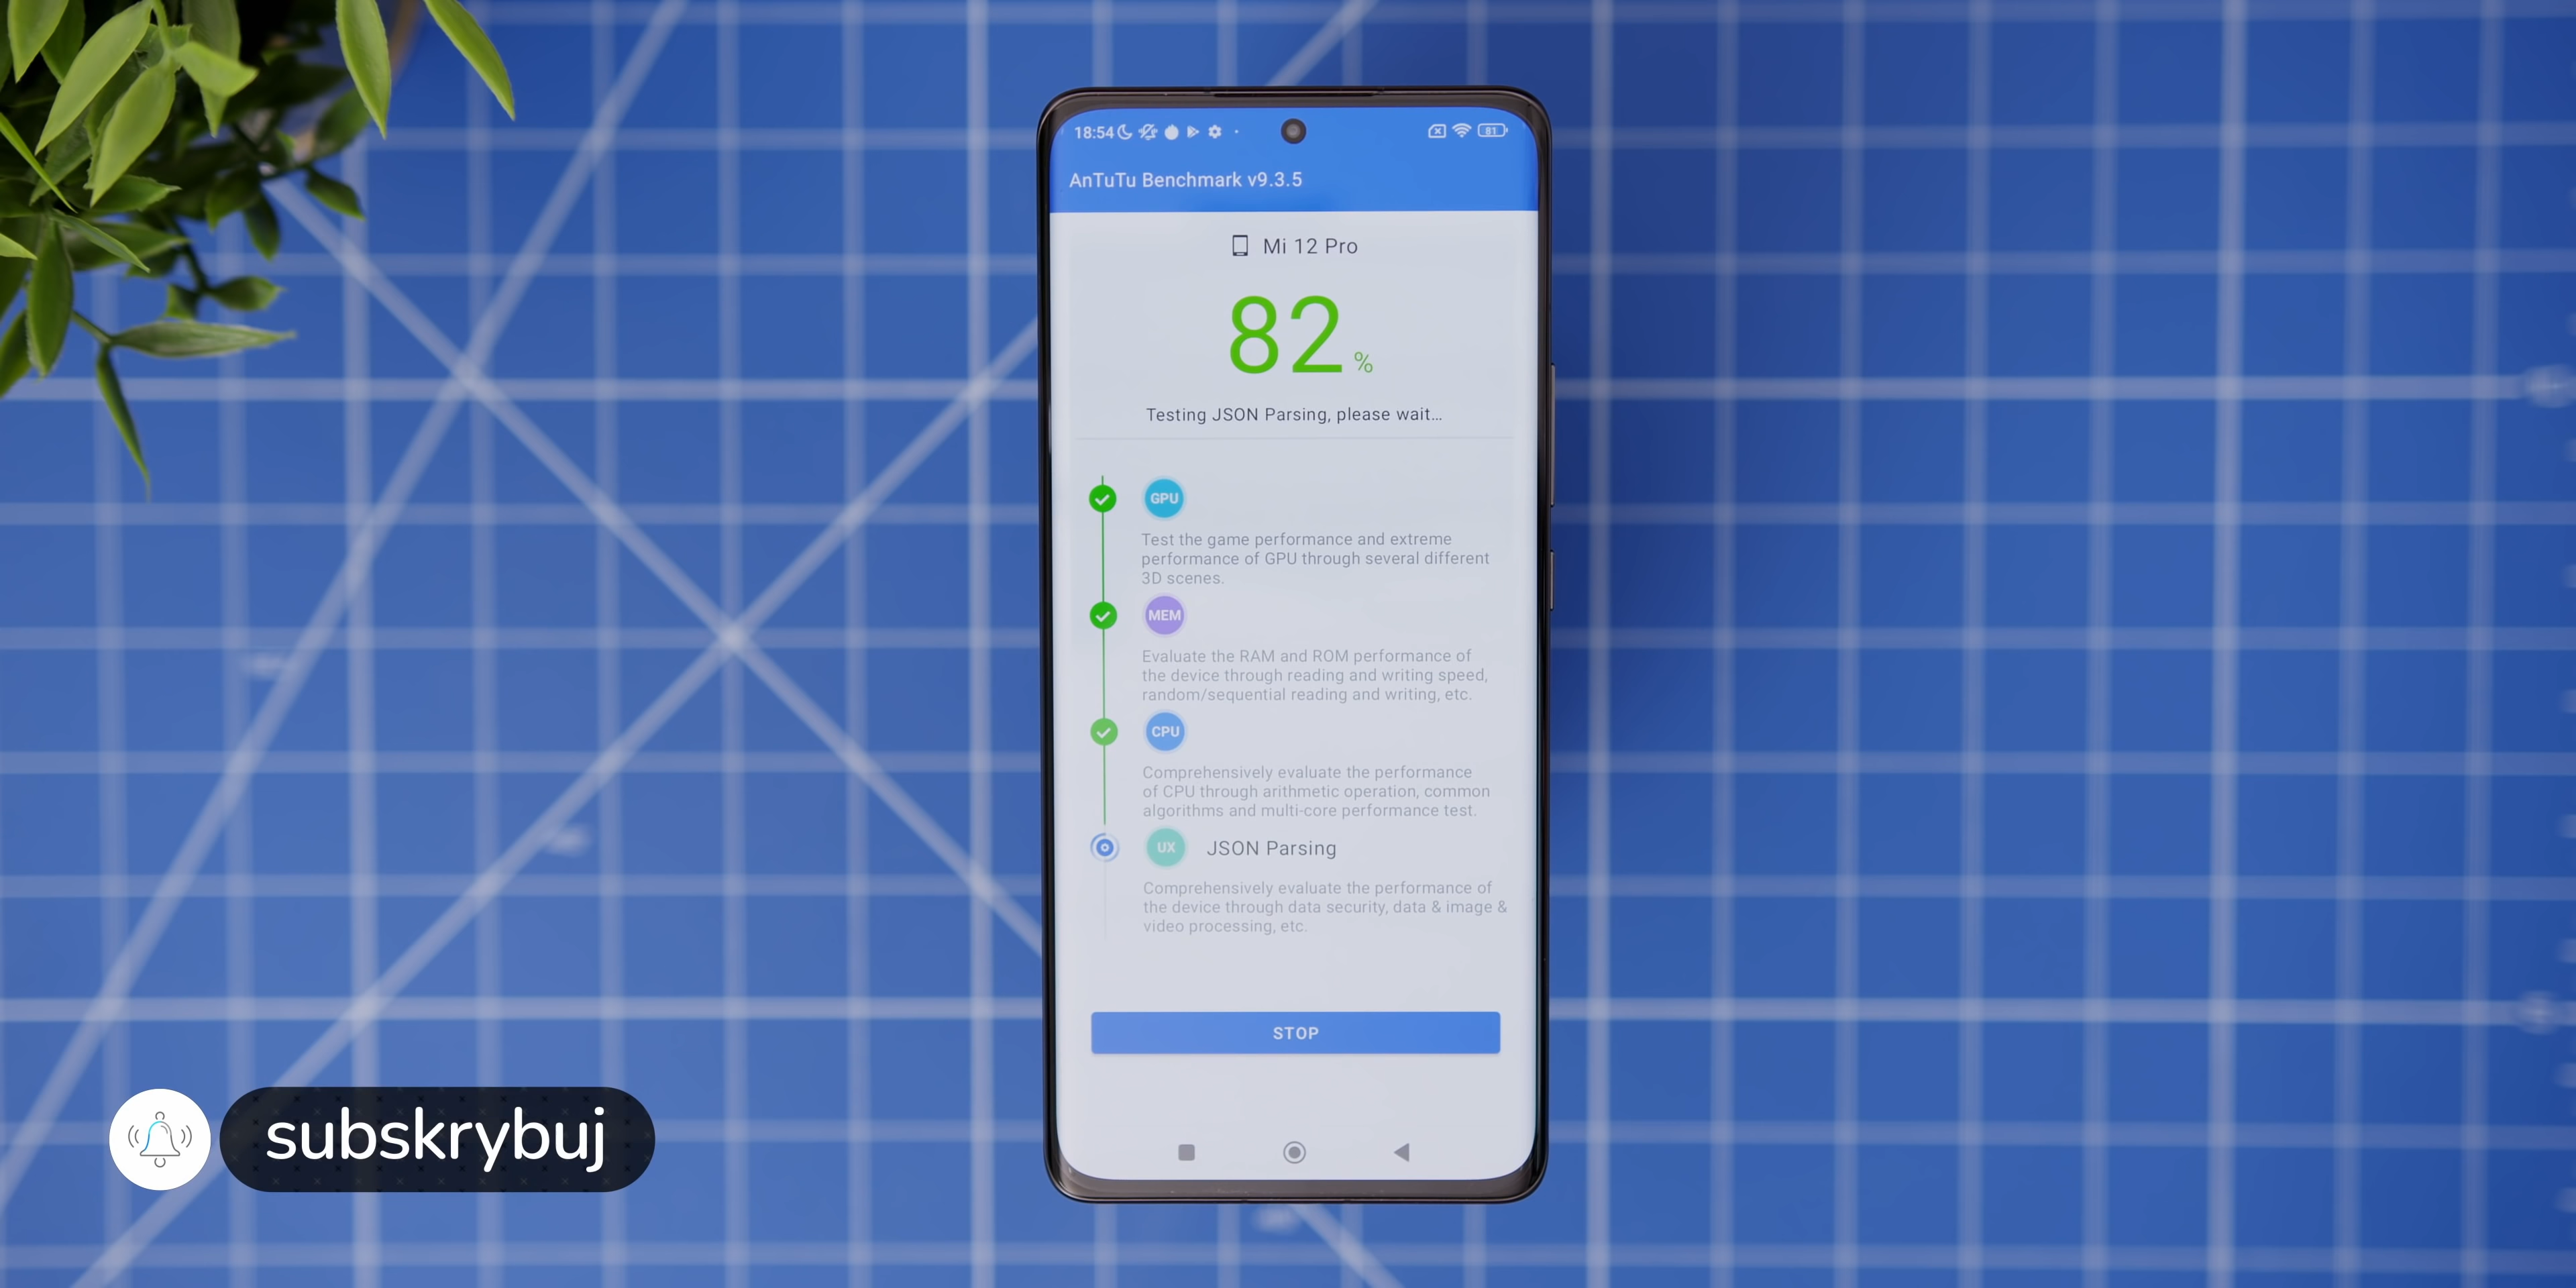 18:54
81
AnTuTu Benchmark v9.3.5
Mi 12 Pro
82 %
Testing JSON Parsing, please wait...
GPU
Test the game performance and extreme
performance of GPU through several different
3D scenes.
MEM
Evaluate the RAM and ROM performance of
the device through reading and writing speed,
random/sequential reading and writing, etc.
CPU
Comprehensively evaluate the performance
of CPU through arithmetic operation, common
algorithms and multi-core performance test.
UX JSON Parsing
Comprehensively evaluate the performance of
the device through data security, data & image &
video processing, etc.
STOP
subskrybuj